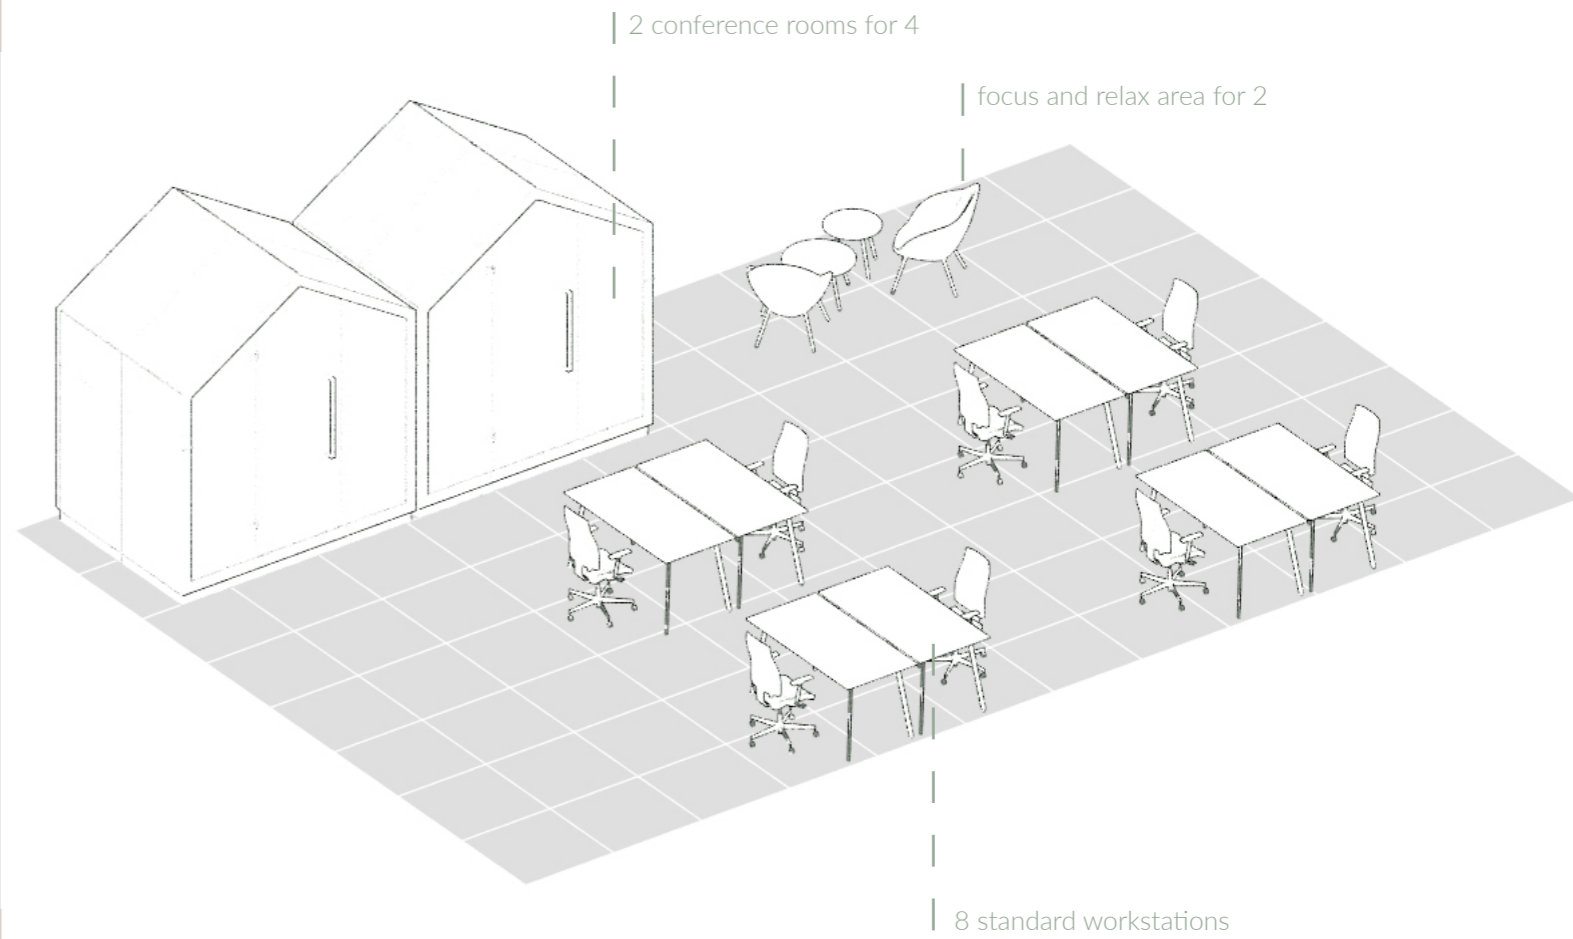 2 conference rooms for 4
focus and relax area for 2
8 standard workstations